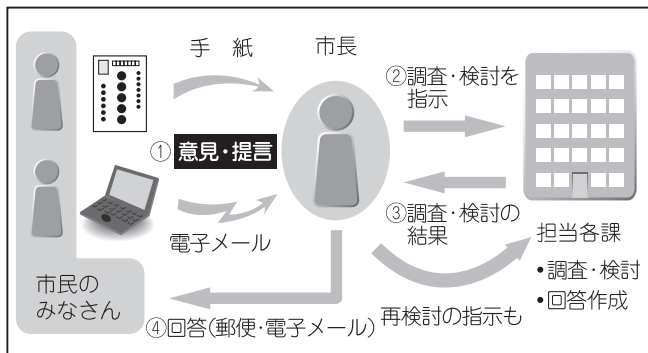 手紙
市長
②調査・検討を
指示
①意見・提言
③調査・検討の
結果
電子メール
担当各課
•調査・検討
•回答作成
市民の
みなさん
④回答(郵便・電子メール)
再検討の指示も